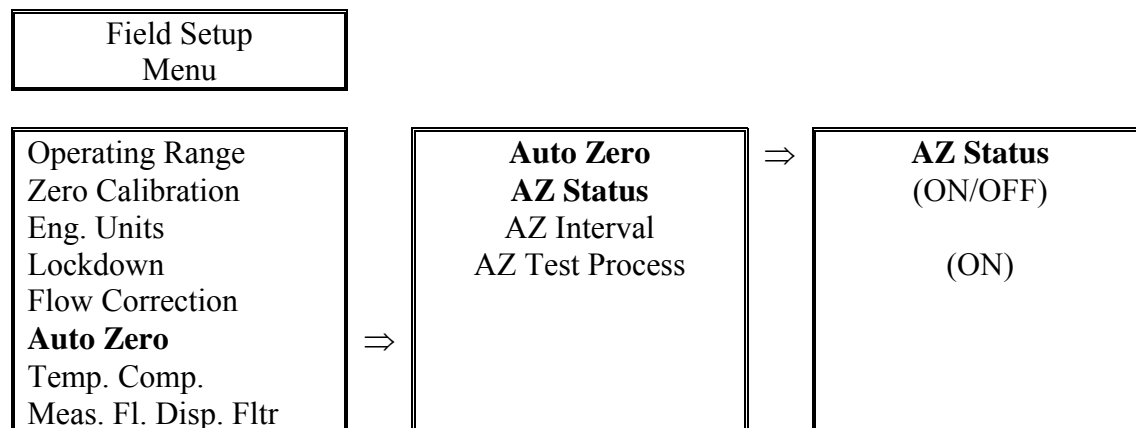 Field Setup
Menu
Operating Range
Zero Calibration
Eng. Units
Lockdown
Flow Correction
Auto Zero
Temp. Comp.
Meas. Fl. Disp. Fltr
⇒
Auto Zero
AZ Status
AZ Interval
AZ Test Process
⇒
AZ Status
(ON/OFF)
(ON)